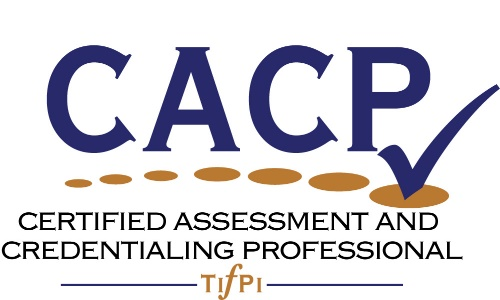 CACP
CERTIFIED ASSESSMENT AND
CREDENTIALING PROFESSIONAL
TIfPI